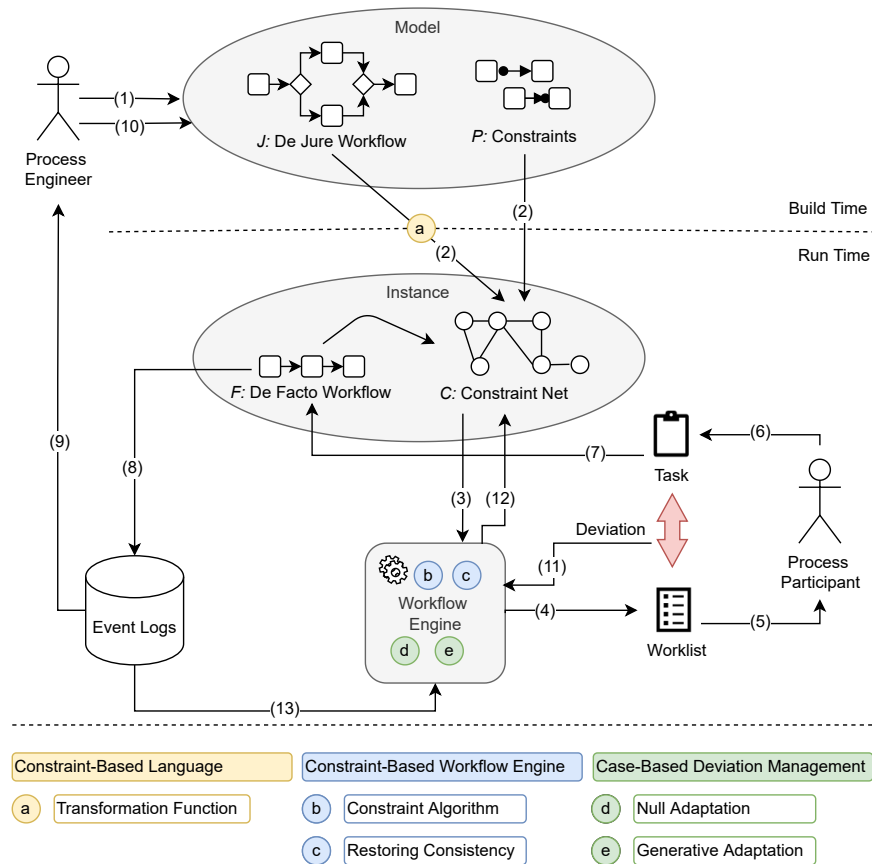 Model
(1)
(10)
J: De Jure Workflow
P: Constraints
Process
Engineer
(2)
Build Time
a
(2)
Run Time
Instance
F: De Facto Workflow
C: Constraint Net
(9)
(8)
(7)
(6)
Task
(3)
(12)
Deviation
(11)
Process
Participant
b
c
Workflow
Engine
(4)
(5)
d
e
Worklist
Event Logs
(13)
Constraint-Based Language
Constraint-Based Workflow Engine
Case-Based Deviation Management
a
Transformation Function
b
Constraint Algorithm
d
Null Adaptation
c
Restoring Consistency
e
Generative Adaptation